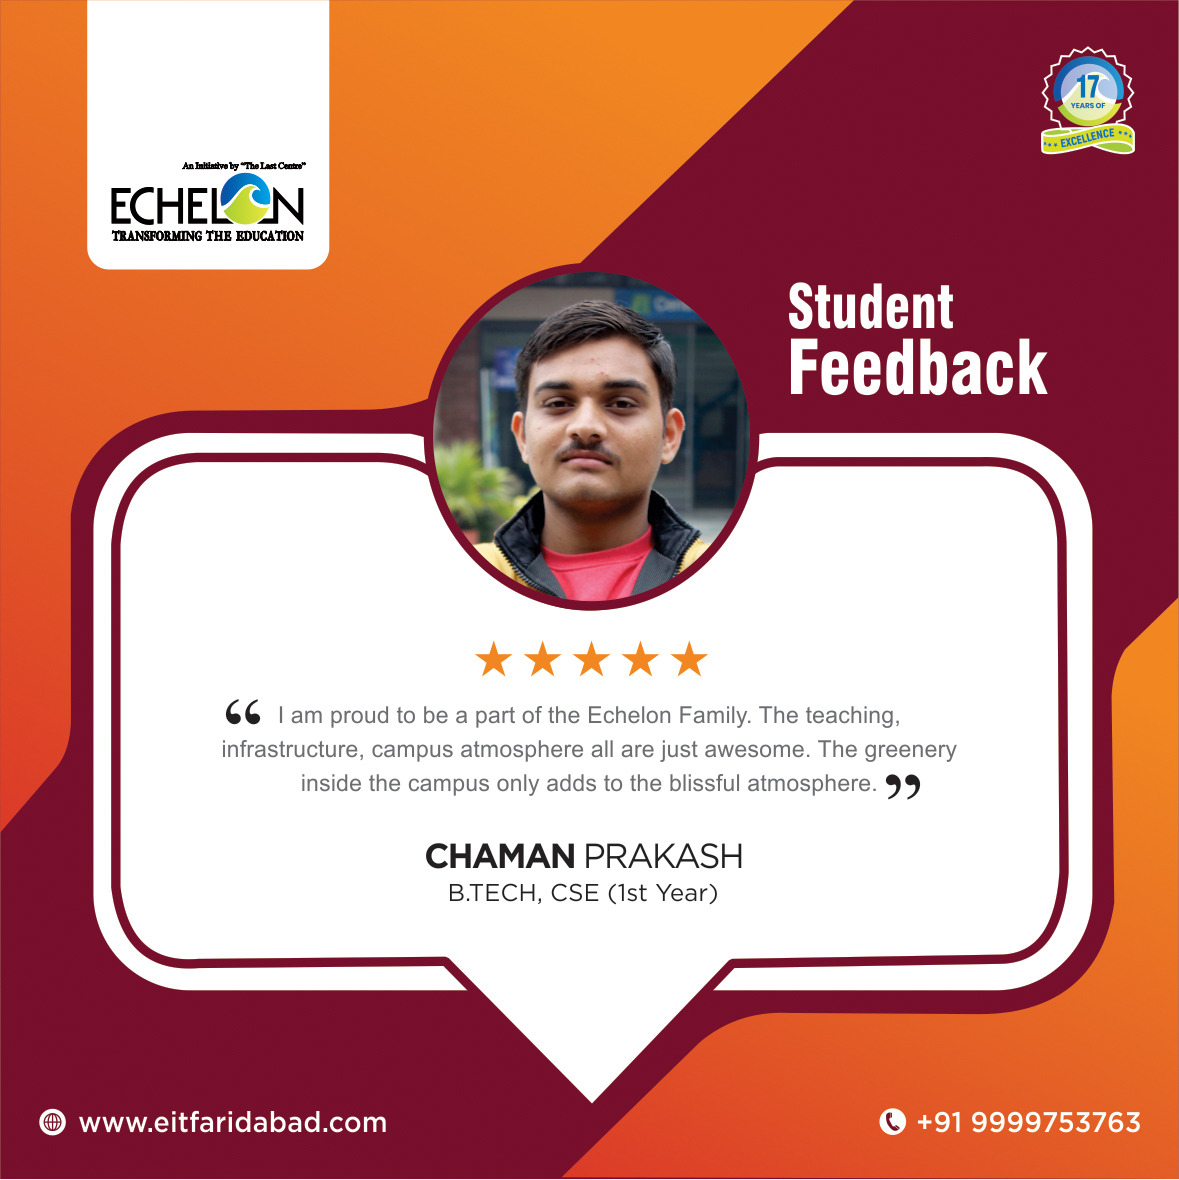 An Initiative by "The Last Centre"
ECHELON
TRANSFORMING THE EDUCATION
17
YEARS OF
EXCELLENCE
Student
Feedback
“ I am proud to be a part of the Echelon Family. The teaching,
infrastructure, campus atmosphere all are just awesome. The greenery
inside the campus only adds to the blissful atmosphere. ”
CHAMAN PRAKASH
B.TECH, CSE (1st Year)
www.eitfaridabad.com
+91 9999753763